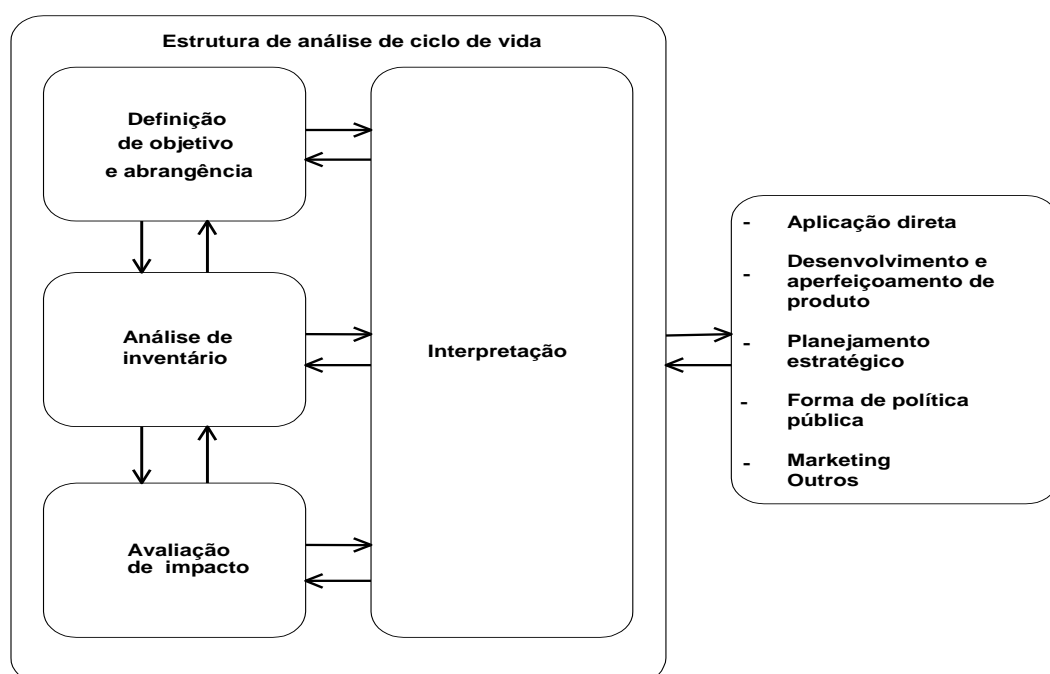 Estrutura de análise de ciclo de vida
Definição
de objetivo
e abrangência
Análise de
inventário
Avaliação
de impacto
Interpretação
- Aplicação direta
- Desenvolvimento e
aperfeiçoamento de
produto
- Planejamento
estratégico
- Forma de política
pública
- Marketing
Outros